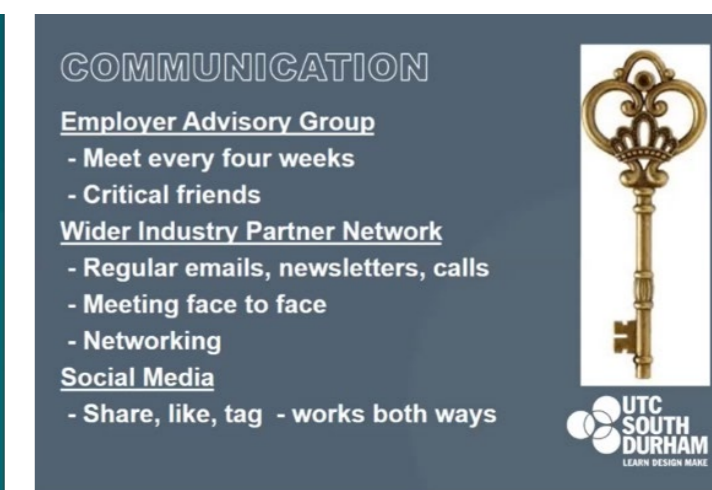 COMMUNICATION
Employer Advisory Group
- Meet every four weeks
- Critical friends
Wider Industry Partner Network
- Regular emails, newsletters, calls
- Meeting face to face
- Networking
Social Media
- Share, like, tag  - works both ways
UTC
SOUTH
DURHAM
LEARN DESIGN MAKE